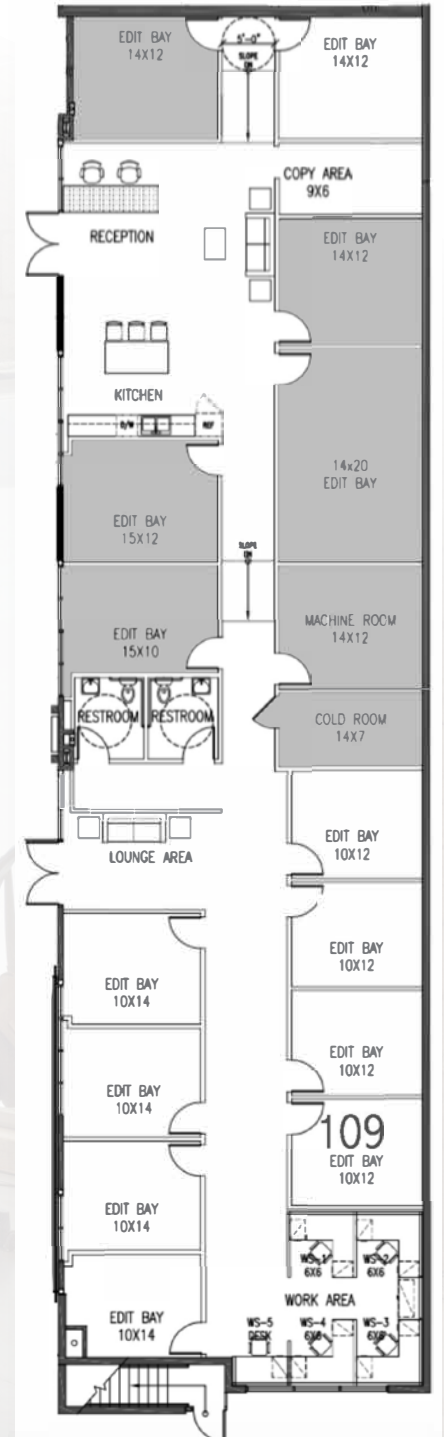 EDIT BAY
14X12
5'-0"
SLOPE
DN
EDIT BAY
14X12
COPY AREA
9X6
RECEPTION
EDIT BAY
14X12
KITCHEN
D/W
REF
14x20
EDIT BAY
EDIT BAY
15X12
SLOPE
DN
EDIT BAY
15X10
MACHINE ROOM
14X12
RESTROOM
RESTROOM
COLD ROOM
14X7
LOUNGE AREA
EDIT BAY
10X12
EDIT BAY
10X12
EDIT BAY
10X14
EDIT BAY
10X12
EDIT BAY
10X14
109
EDIT BAY
10X12
EDIT BAY
10X14
WS-1
6X6
WS-2
6X6
WORK AREA
EDIT BAY
10X14
WS-5
DESK
WS-4
6X6
WS-3
6X6